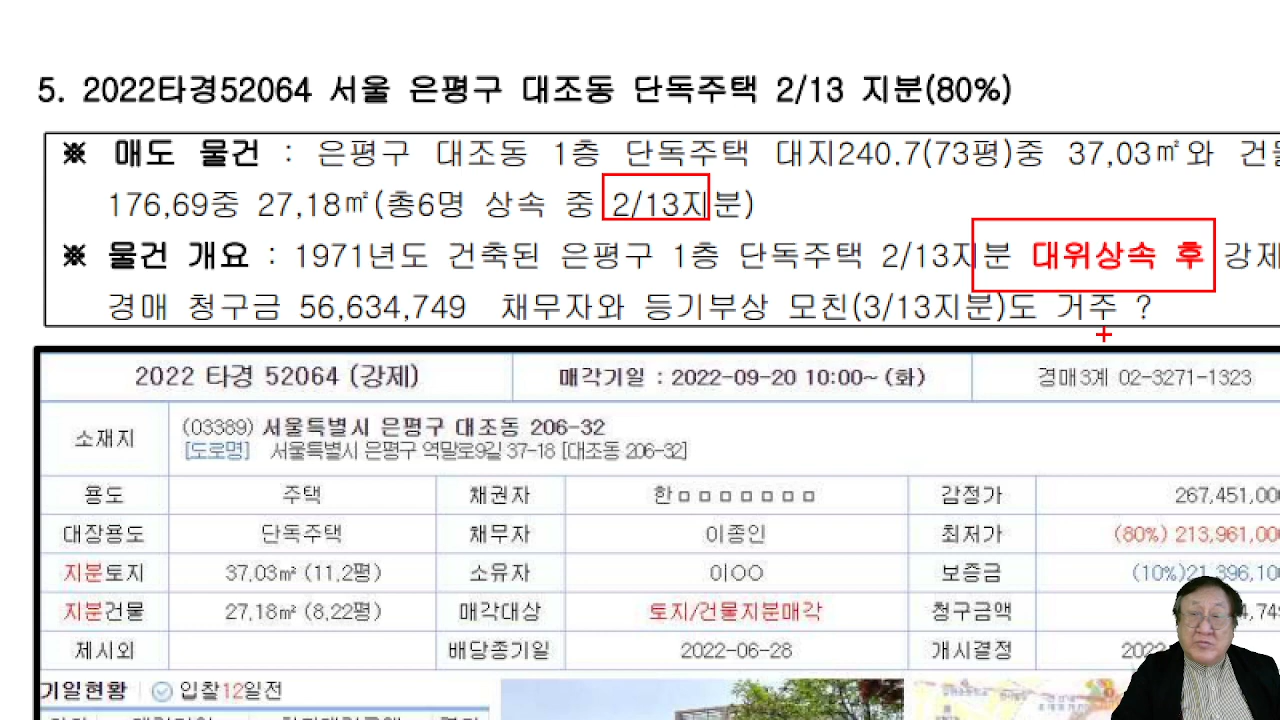 5. 2022타경52064 서울 은평구 대조동 단독주택 2/13 지분(80%)
※ 매도 물건 : 은평구 대조동 1층 단독주택 대지240.7(73평)중 37,03㎡와
176,69중 27,18㎡(총6명 상속 중 2/13지분)
※ 물건 개요 : 1971년도 건축된 은평구 1층 단독주택 2/13지분 대위상속 후 강제
경매 청구금 56,634,749 채무자와 등기부상 모친(3/13지분)도 거주 ?
2022 타경 52064 (강제) 매각기일 : 2022-09-20 10:00~ (화) 경매3계 02-3271-1323
소재지 (03389) 서울특별시 은평구 대조동 206-32
[도로명] 서울특별시 은평구 역말로9길 37-18 [대조동 206-32]
용도 주택 채권자 한ㅁㅁㅁㅁㅁㅁㅁ 감정가
대장용도 단독주택 채무자 이종인 최저가 (80%)
지분토지 37,03㎡ (11,2평) 소유자 이○○ 보증금 (10%)
지분건물 27,18㎡ (8,22평) 매각대상 토지/건물지분매각 청구금액
제시외 배당종기일 2022-06-28 개시결정
기일현황 입찰12일전